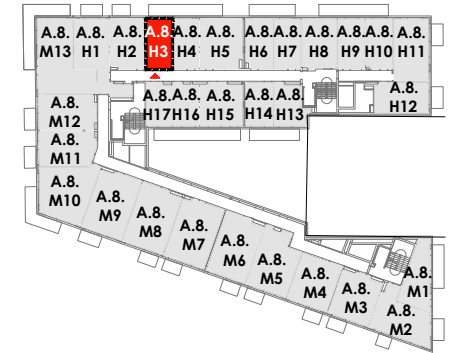 A.8. M13
A.8. H1
A.8. H2
A.8 H3
A.8. H4
A.8. H5
A.8. H6
A.8. H7
A.8. H8
A.8. H9
A.8. H10
A.8. H11
A.8. H12
A.8. H17
A.8. H16
A.8. H15
A.8. H14
A.8. H13
A.8. M12
A.8. M11
A.8. M10
A.8. M9
A.8. M8
A.8. M7
A.8. M6
A.8. M5
A.8. M4
A.8. M3
A.8. M2
A.8. M1